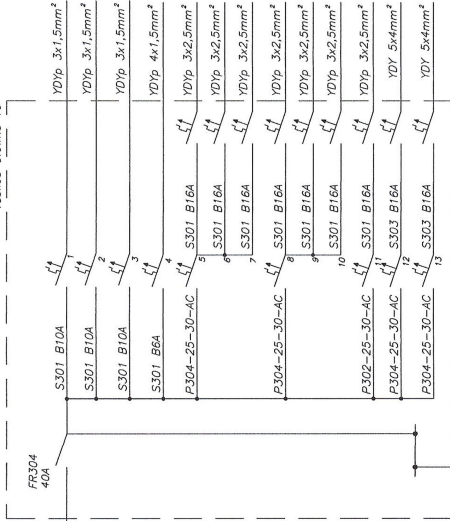 YDYp 3x1,5mm²
YDYp 3x1,5mm²
YDYp 3x1,5mm²
YDYp 4x1,5mm²
YDYp 3x2,5mm²
YDYp 3x2,5mm²
YDYp 3x2,5mm²
YDYp 3x2,5mm²
YDYp 3x2,5mm²
YDYp 3x2,5mm²
YDYp 3x2,5mm²
YDY 5x4mm²
YDY 5x4mm²
S301 B16A
S301 B16A
S301 B16A
S301 B16A
S301 B16A
S301 B16A
S301 B16A
S303 B16A
S303 B16A
1
2
3
4
5
6
7
8
9
10
11
12
13
S301 B10A
S301 B10A
S301 B10A
S301 B6A
P304-25-30-AC
P304-25-30-AC
P302-25-30-AC
P304-25-30-AC
FR304
40A